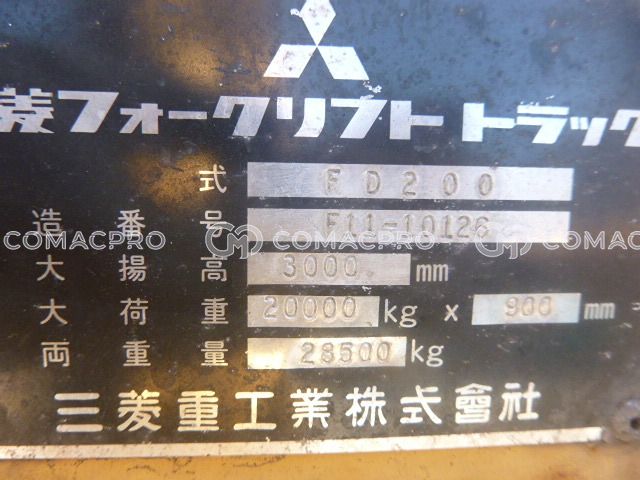 菱フォークリフト トラック
式 FD200
造番号 F11-10126
COMACPRO COMACPRO COMACPRO
大揚高 3000 mm
大荷重 20000 kg x 900 mm
両重量 28500 kg
三菱重工業株式會社